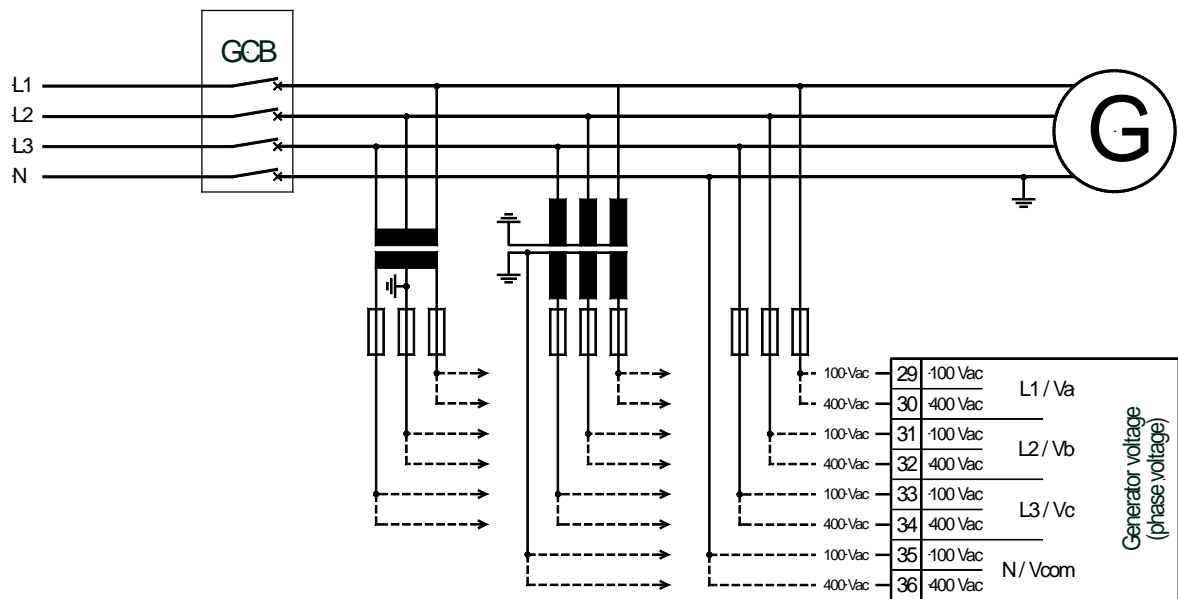 GCB
L1
L2
L3
N
G
100 Vac 29 100 Vac
L1 / Va
400 Vac 30 400 Vac
100 Vac 31 100 Vac
L2 / Vb
400 Vac 32 400 Vac
100 Vac 33 100 Vac
L3 / Vc
400 Vac 34 400 Vac
100 Vac 35 100 Vac
N / Vcom
400 Vac 36 400 Vac
Generator voltage
(phase voltage)